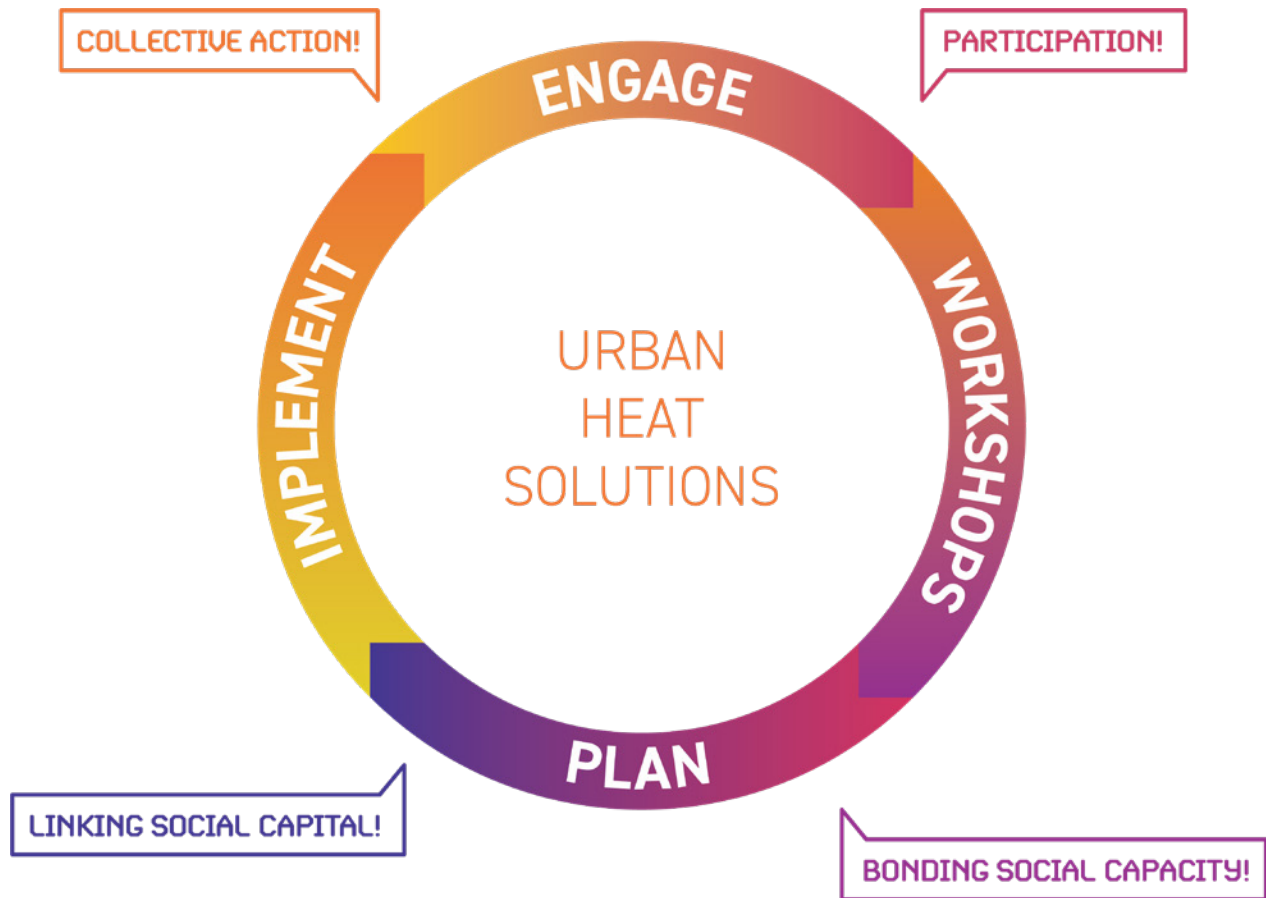 COLLECTIVE ACTION!
PARTICIPATION!
ENGAGE
WORKSHOPS
IMPLEMENT
URBAN
HEAT
SOLUTIONS
PLAN
LINKING SOCIAL CAPITAL!
BONDING SOCIAL CAPACITY!